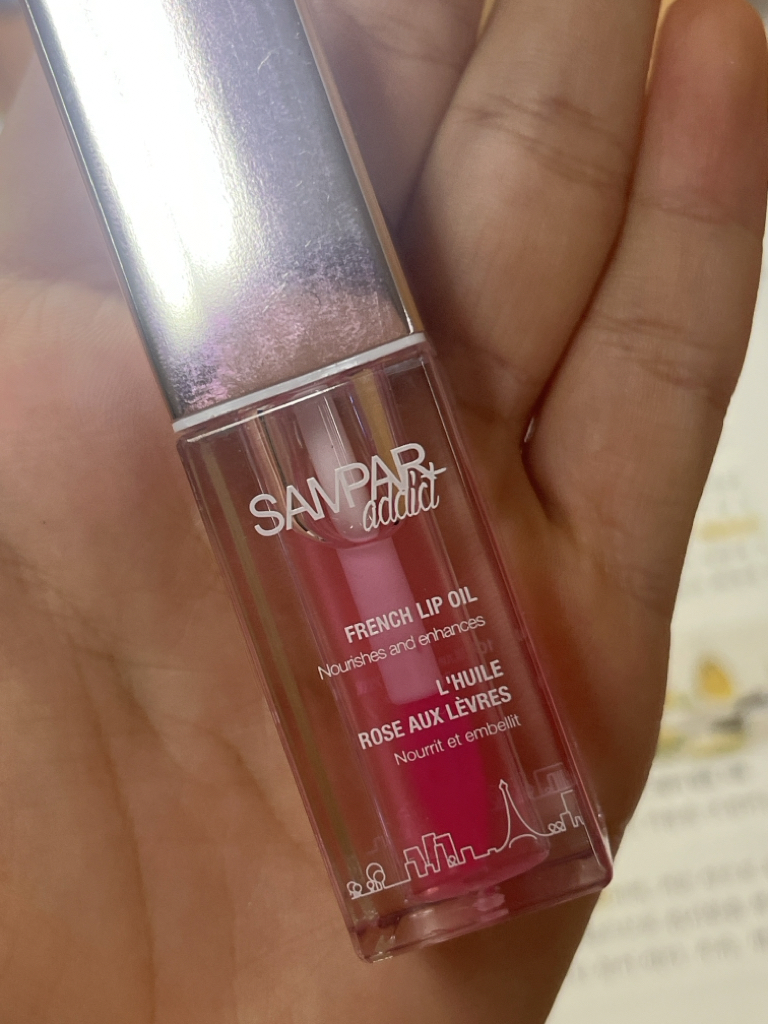 SAMPAR
addict
FRENCH LIP OIL
Nourishes and enhances
L'HUILE
ROSE AUX LÈVRES
Nourrit et embellit